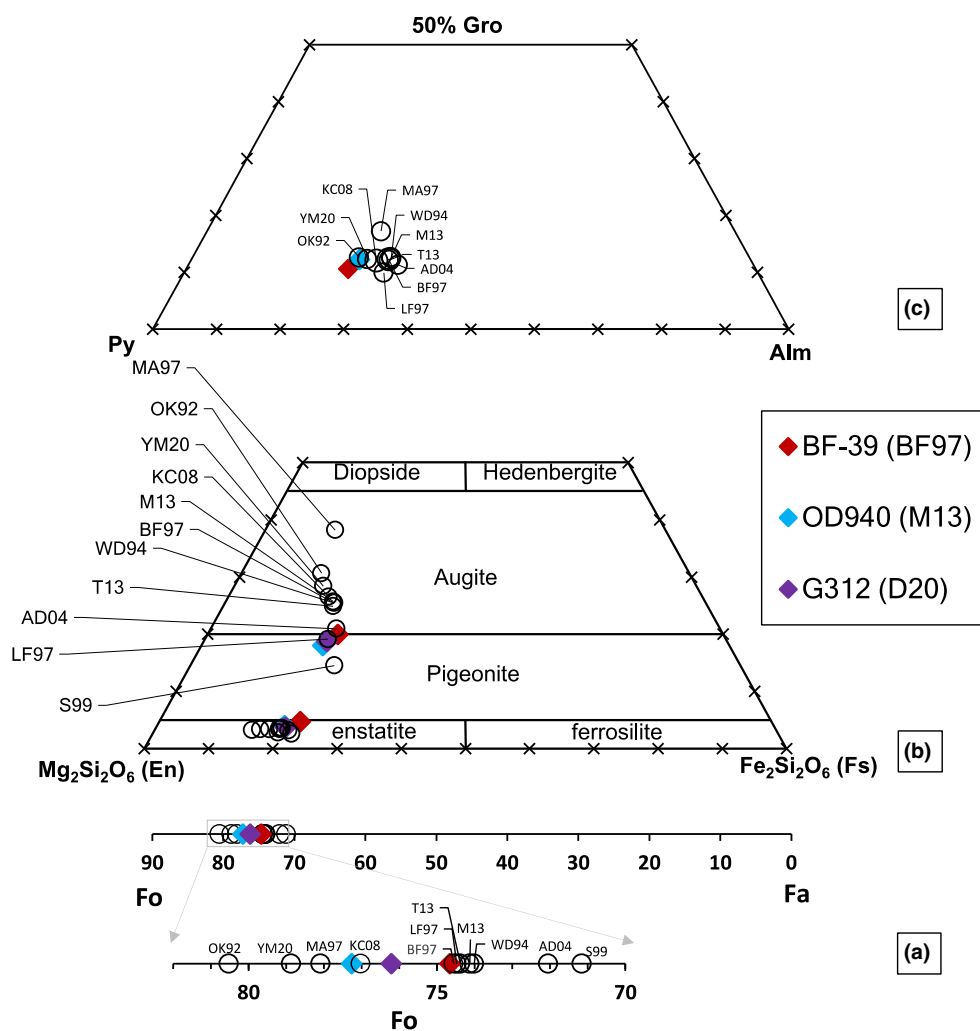 50% Gro
KC08
MA97
YM20
WD94
M13
OK92
T13
AD04
BF97
LF97
(c)
Py
Alm
MA97
OK92
YM20
KC08
M13
BF97
WD94
T13
AD04
LF97
S99
Diopside
Hedenbergite
Augite
Pigeonite
enstatite
ferrosilite
Mg2Si2O6 (En)
Fe2Si2O6 (Fs)
(b)
BF-39 (BF97)
OD940 (M13)
G312 (D20)
90 80 70 60 50 40 30 20 10 0
Fo
Fa
T13
LF97
M13
OK92
YM20
MA97
KC08
BF97
WD94
AD04
S99
(a)
80 75 70
Fo